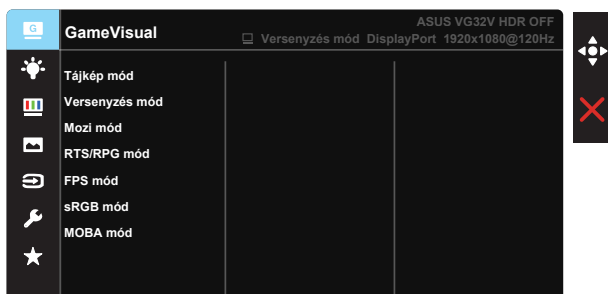 G
GameVisual
ASUS VG32V HDR OFF
Versenyzés mód DisplayPort 1920x1080@120Hz
Tájkép mód
Versenyzés mód
Mozi mód
RTS/RPG mód
FPS mód
sRGB mód
MOBA mód